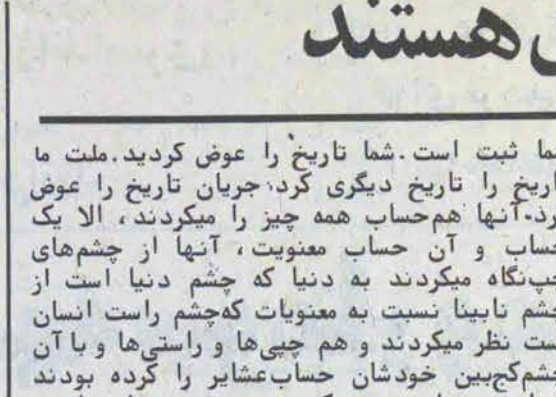 هستند
ما ثبت است. شما تاریخ را عوض کردید. ملت ما
تاریخ را تاریخ دیگری کرد، جریان تاریخ را عوض
کرد. آنها هم حساب همه چیز را میکردند، الا یک
حساب و آن حساب معنویت، آنها از چشم‌های
نگاه میکردند به دنیا که چشم دنیا است از
چشم نابینا نسبت به معنویات که چشم راست انسان
است نظر میکردند و هم چپی‌ها و راستی‌ها و با آن
چشم کج‌بین خودشان حساب عشایر را کرده بودند